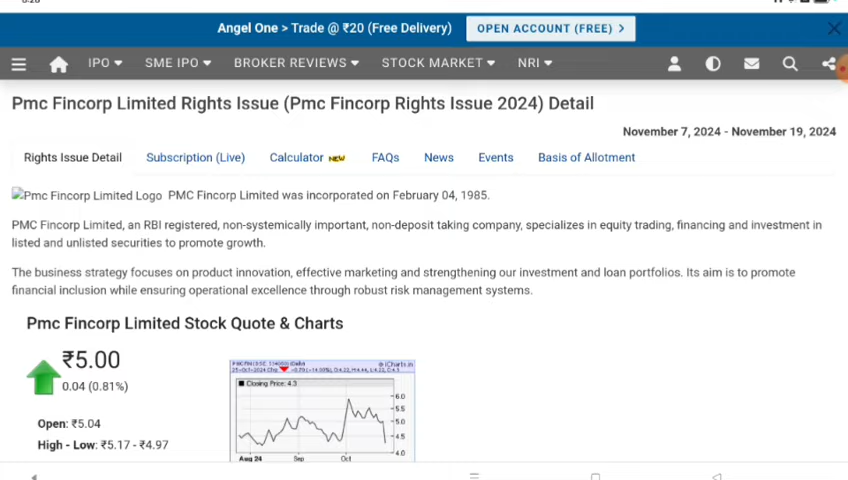 Angel One > Trade @ ₹20 (Free Delivery) OPEN ACCOUNT (FREE)
IPO SME IPO BROKER REVIEWS STOCK MARKET NRI
Pmc Fincorp Limited Rights Issue (Pmc Fincorp Rights Issue 2024) Detail
November 7, 2024 - November 19, 2024
Rights Issue Detail Subscription (Live) Calculator NEW FAQs News Events Basis of Allotment
Pmc Fincorp Limited Logo PMC Fincorp Limited was incorporated on February 04, 1985.
PMC Fincorp Limited, an RBI registered, non-systemically important, non-deposit taking company, specializes in equity trading, financing and investment in
listed and unlisted securities to promote growth.
The business strategy focuses on product innovation, effective marketing and strengthening our investment and loan portfolios. Its aim is to promote
financial inclusion while ensuring operational excellence through robust risk management systems.
Pmc Fincorp Limited Stock Quote & Charts
₹5.00
0.04 (0.81%)
Open: ₹5.04
High - Low: ₹5.17 - ₹4.97
Closing Price: 4.3
6.0
5.5
5.0
4.5
4.0
Aug 24 Sep Oct